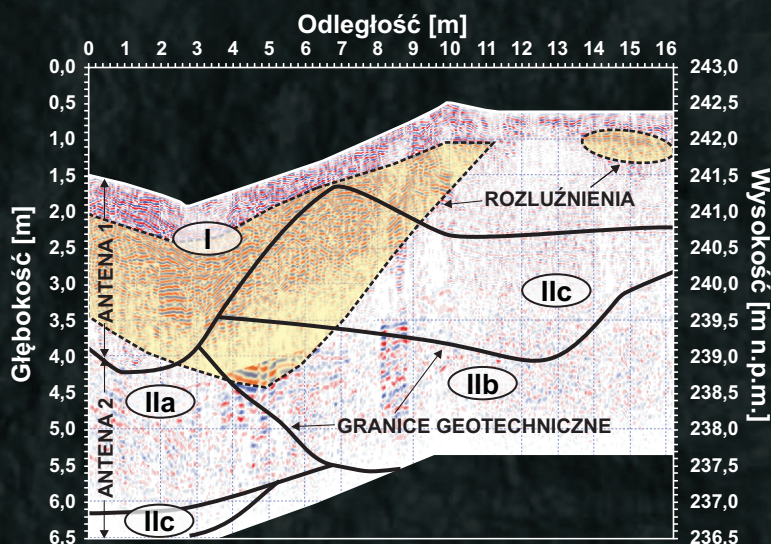 Odległość [m]
0 1 2 3 4 5 6 7 8 9 10 11 12 13 14 15 16
Głębokość [m]
0,0
0,5
1,0
1,5
2,0
2,5
3,0
3,5
4,0
4,5
5,0
5,5
6,0
6,5
ANTENA 1
ANTENA 2
I
ROZLUŹNIENIA
IIc
IIa
IIb
GRANICE GEOTECHNICZNE
IIc
243,0
242,5
242,0
241,5
241,0
240,5
240,0
239,5
239,0
238,5
238,0
237,5
237,0
236,5
Wysokość [m n.p.m.]